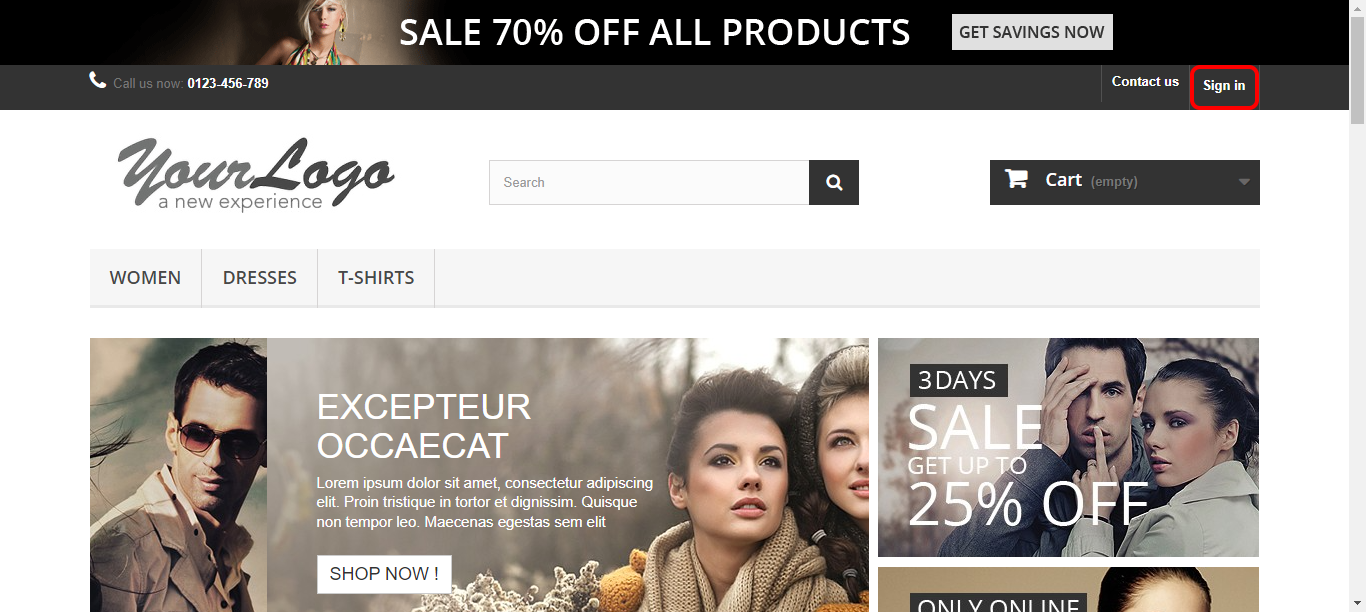 SALE 70% OFF ALL PRODUCTS GET SAVINGS NOW
Call us now: 0123-456-789 Contact us Sign in
YourLogo
a new experience
Search
Cart (empty)
WOMEN DRESSES T-SHIRTS
EXCEPTEUR
OCCAECAT
Lorem ipsum dolor sit amet, consectetur adipiscing
elit. Proin tristique in tortor et dignissim. Quisque
non tempor leo. Maecenas egestas sem elit
SHOP NOW !
3 DAYS
SALE
GET UP TO
25% OFF
ONLY ONLINE